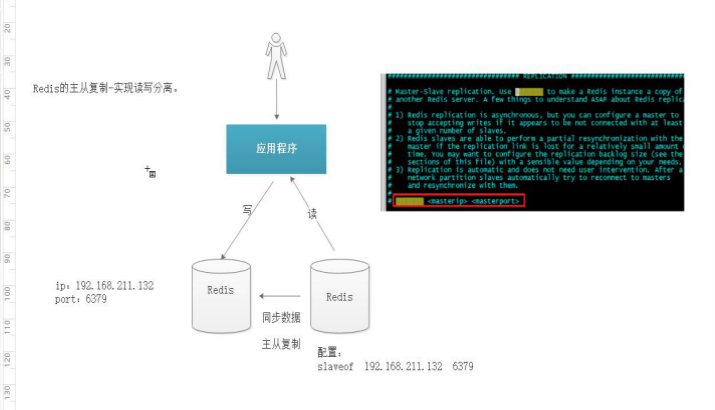 Redis的主从复制-实现读写分离。
应用程序
写
读
ip: 192.168.211.132
port: 6379
Redis
Redis
同步数据
主从复制
配置:
slaveof 192.168.211.132 6379
################################ REPLICATION #################################
# Master-Slave replication. Use to make a Redis instance a copy of
# another Redis server. A few things to understand ASAP about Redis replic
#
# 1) Redis replication is asynchronous, but you can configure a master to
# stop accepting writes if it appears to be not connected with at least
# a given number of slaves.
# 2) Redis slaves are able to perform a partial resynchronization with the
# master if the replication link is lost for a relatively small amount
# time. You may want to configure the replication backlog size (see the
# sections of this file) with a sensible value depending on your needs.
# 3) Replication is automatic and does not need user intervention. After a
# network partition slaves automatically try to reconnect to masters
# and resynchronize with them.
#
# <masterip> <masterport>
20
30
40
50
60
70
80
90
100
110
120
130